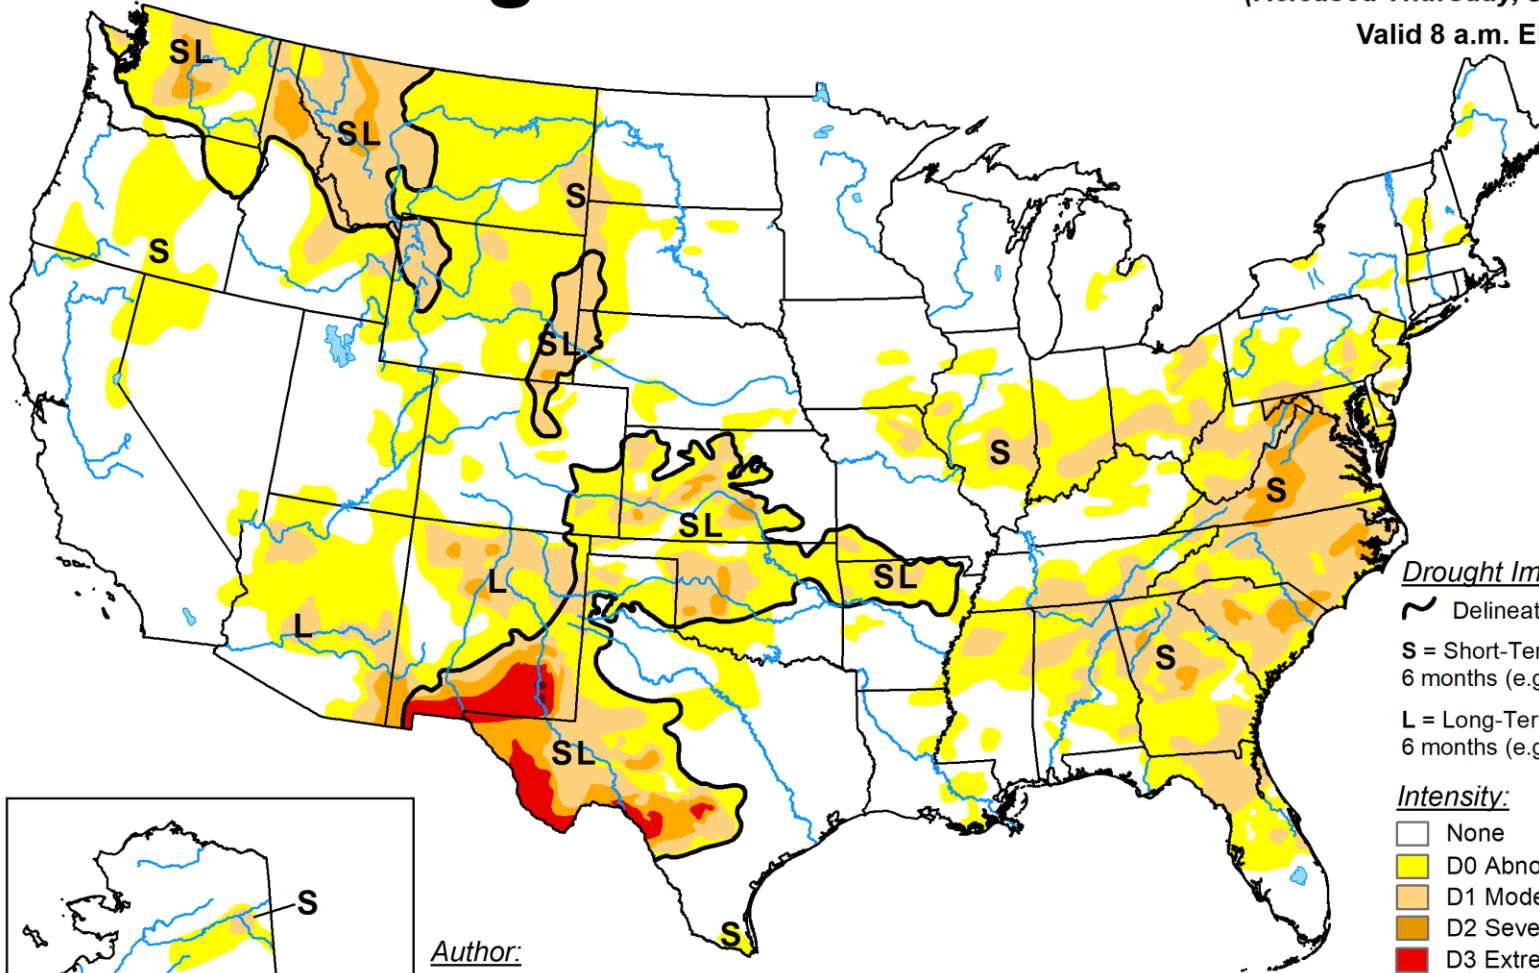 Valid 8 a.m. E
SL
SL
S
S
SL
S
SL
S
SL
L
L
S
SL
S
S
Author:
Drought Im
Delineat
S = Short-Ter
6 months (e.g
L = Long-Ter
6 months (e.g
Intensity:
None
D0 Abno
D1 Mode
D2 Seve
D3 Extre